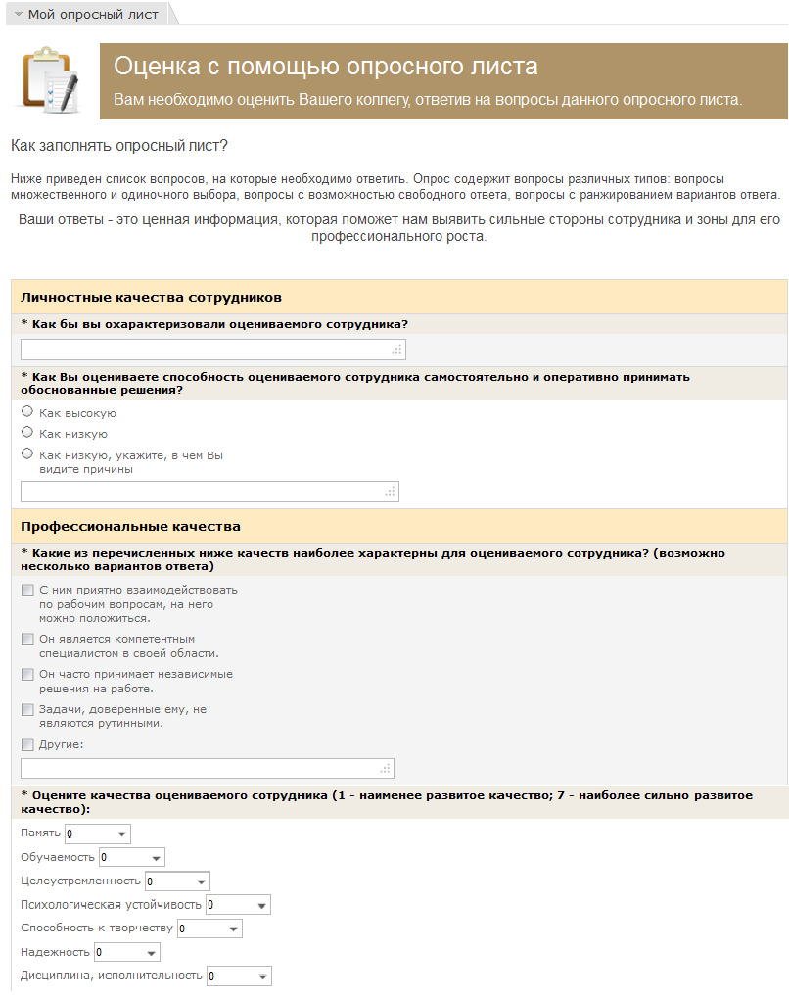 Мой опросный лист
Оценка с помощью опросного листа
Вам необходимо оценить Вашего коллегу, ответив на вопросы данного опросного листа.
Как заполнять опросный лист?
Ниже приведен список вопросов, на которые необходимо ответить. Опрос содержит вопросы различных типов: вопросы
множественного и одиночного выбора, вопросы с возможностью свободного ответа, вопросы с ранжированием вариантов ответа.
Ваши ответы - это ценная информация, которая поможет нам выявить сильные стороны сотрудника и зоны для его
профессионального роста.
Личностные качества сотрудников
* Как бы вы охарактеризовали оцениваемого сотрудника?
* Как Вы оцениваете способность оцениваемого сотрудника самостоятельно и оперативно принимать
обоснованные решения?
Как высокую
Как низкую
Как низкую, укажите, в чем Вы
видите причины
Профессиональные качества
* Какие из перечисленных ниже качеств наиболее характерны для оцениваемого сотрудника? (возможно
несколько вариантов ответа)
С ним приятно взаимодействовать
по рабочим вопросам, на него
можно положиться.
Он является компетентным
специалистом в своей области.
Он часто принимает независимые
решения на работе.
Задачи, доверенные ему, не
являются рутинными.
Другие:
* Оцените качества оцениваемого сотрудника (1 - наименее развитое качество; 7 - наиболее сильно развитое
качество):
Память 0
Обучаемость 0
Целеустремленность 0
Психологическая устойчивость 0
Способность к творчеству 0
Надежность 0
Дисциплина, исполнительность 0